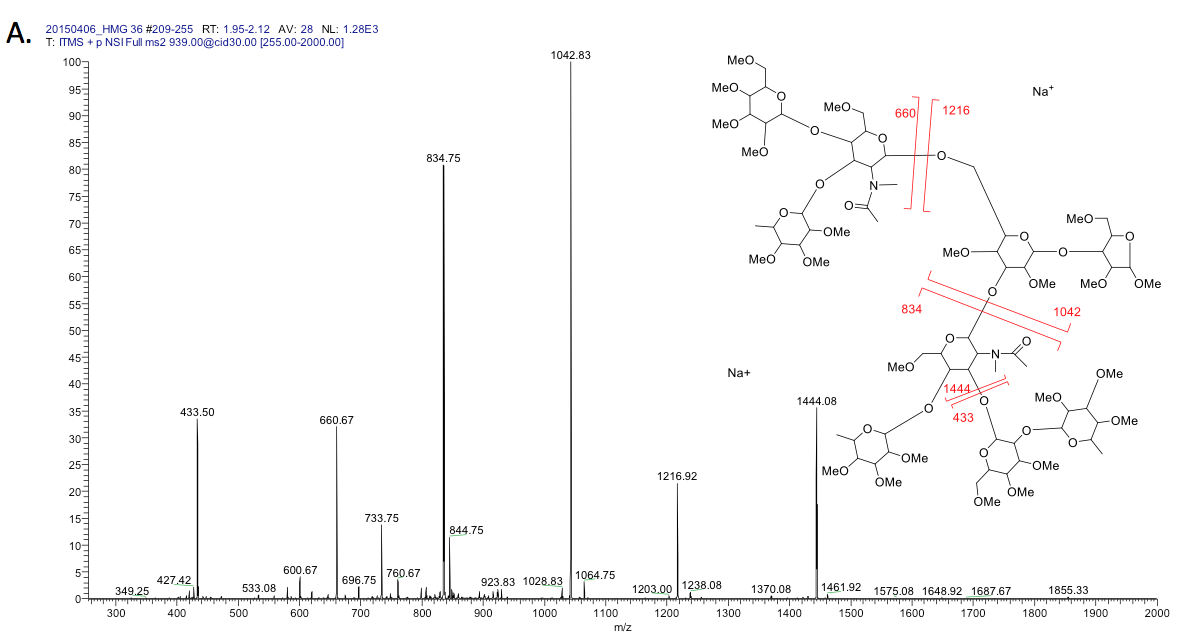 A.
20150406_HMG 36 #209-255 RT: 1.95-2.12 AV: 28 NL: 1.28E3
T: ITMS + p NSI Full ms2 939.00@cid30.00 [255.00-2000.00]
100
95
90
85
80
75
70
65
60
55
50
45
40
35
30
25
20
15
10
5
0
1042.83
834.75
433.50
660.67
733.75
844.75
427.42
349.25
533.08
600.67
696.75
760.67
923.83
1028.83
1064.75
1203.00
1216.92
1238.08
1370.08
1444.08
1461.92
1575.08
1648.92
1687.67
1855.33
300 400 500 600 700 800 900 1000 1100 1200 1300 1400 1500 1600 1700 1800 1900 2000
m/z
MeO
MeO
O
MeO
OMe
O
MeO
O
N
O
O
660
1216
O
Na+
O
OMe
MeO
OMe
MeO
O
OMe
O
MeO
O
MeO
OMe
O
834
1042
O
N
O
MeO
Na+
1444
433
O
O
O
MeO
OMe
OMe
OMe
MeO
OMe
O
O
O
OMe
OMe
OMe